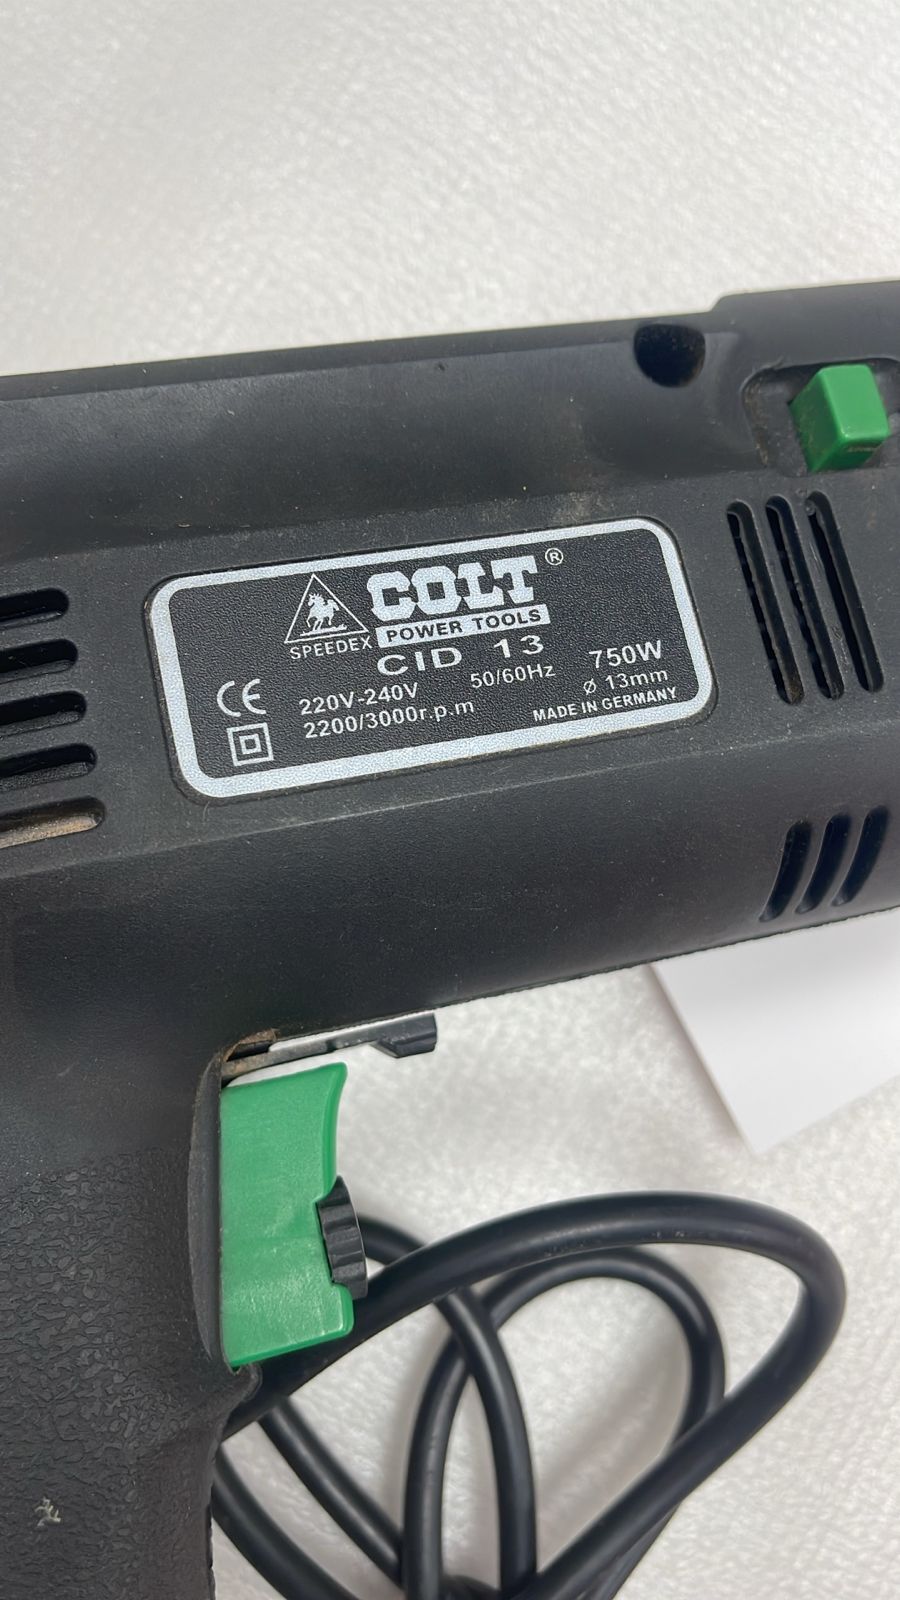 COLT ®
POWER TOOLS
SPEEDEX
CID 13
CE 220V-240V 50/60Hz 750W
2200/3000r.p.m ø 13mm
MADE IN GERMANY